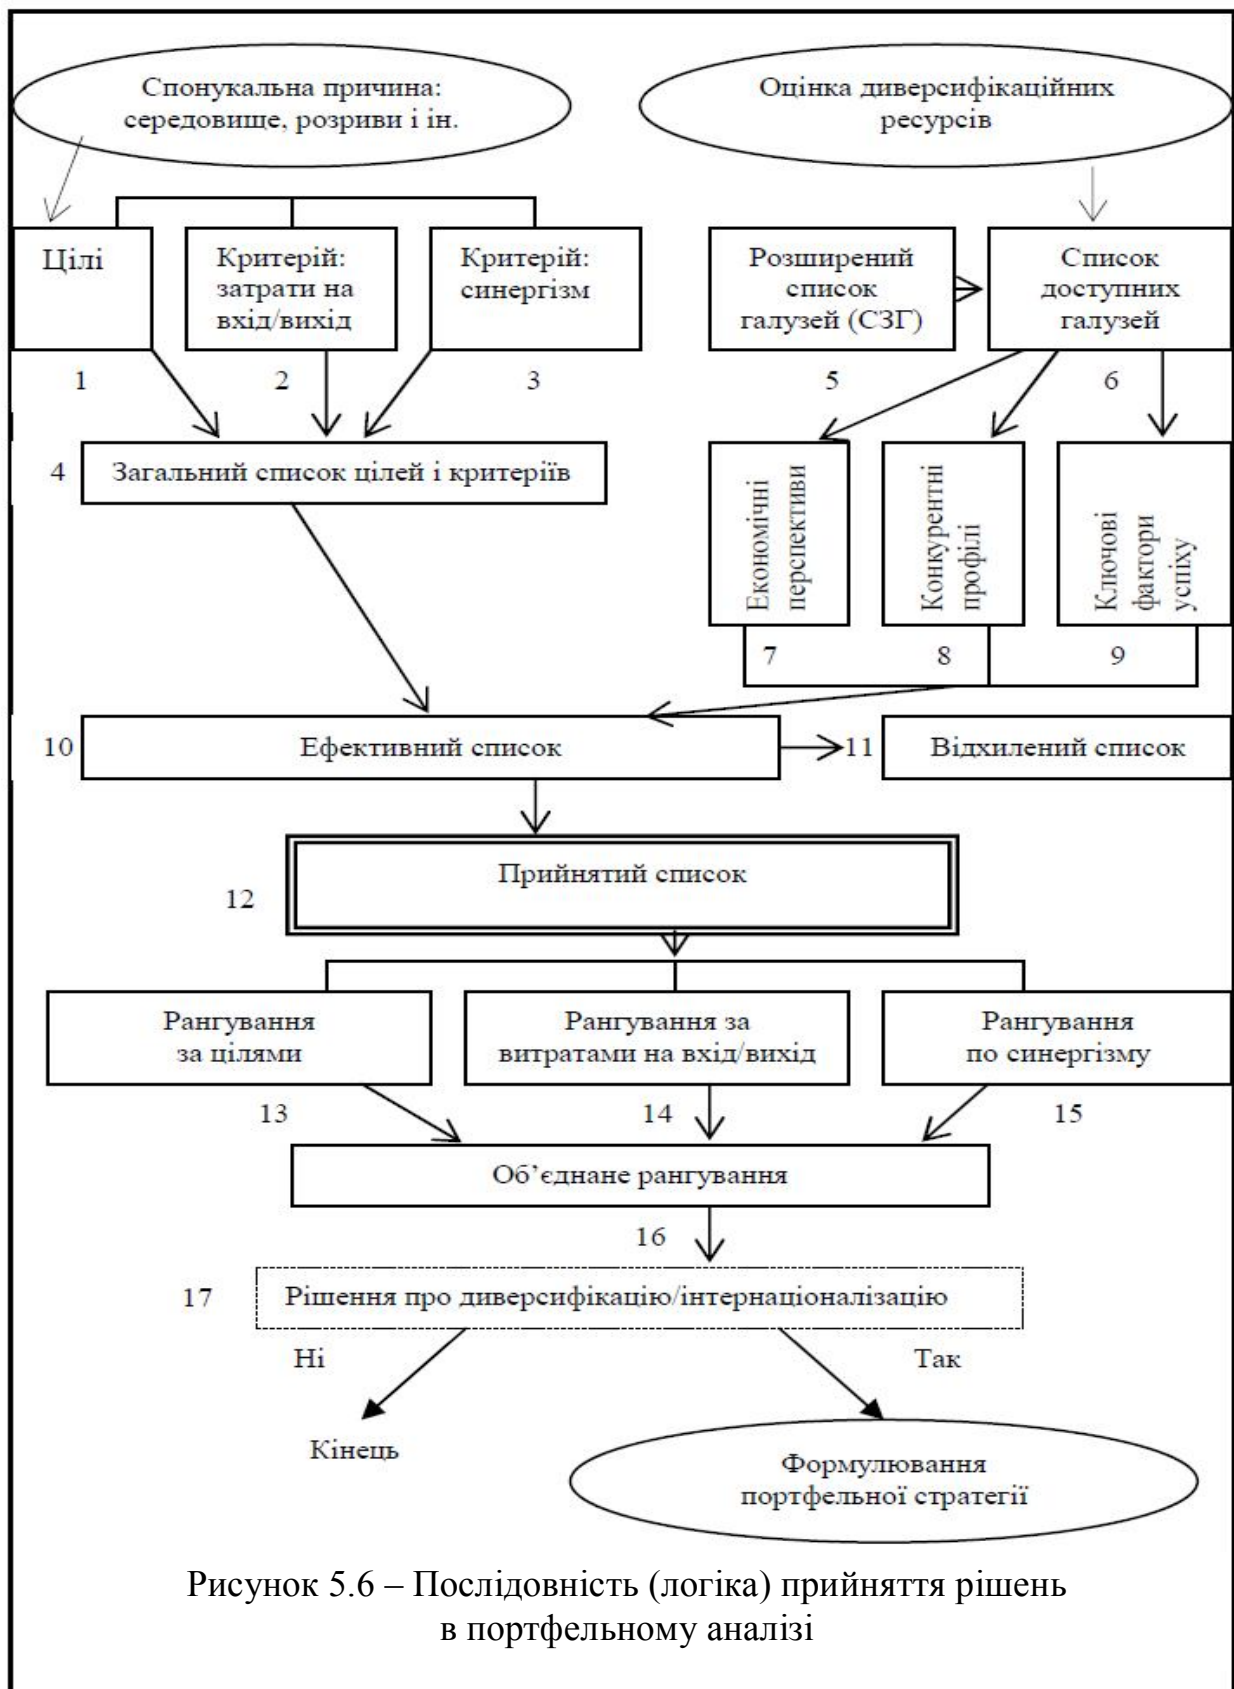 Спонукальна причина:
середовище, розриви і ін.
Оцінка диверсифікаційних
ресурсів
Цілі
Критерій:
затрати на
вхід/вихід
Критерій:
синергізм
Розширений
список
галузей (СЗГ)
Список
доступних
галузей
1
2
3
5
6
4
Загальний список цілей і критеріїв
Економічні
перспективи
Конкурентні
профілі
Ключові
фактори
успіху
7
8
9
10
Ефективний список
11
Відхилений список
12
Прийнятий список
Рангування
за цілями
Рангування за
витратами на вхід/вихід
Рангування
по синергізму
13
14
15
Об’єднане рангування
16
17
Рішення про диверсифікацію/інтернаціоналізацію
Ні
Так
Кінець
Формулювання
портфельної стратегії
Рисунок 5.6 – Послідовність (логіка) прийняття рішень
в портфельному аналізі